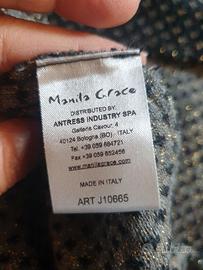 Manila Grace
DISTRIBUTED BY:
ANTRESS INDUSTRY SPA
Galleria Cavour, 4
40124 Bologna (BO) - ITALY
Tel. +39 059 684721
Fax +39 059 652456
www.manilagrace.com
MADE IN ITALY
ART J10665